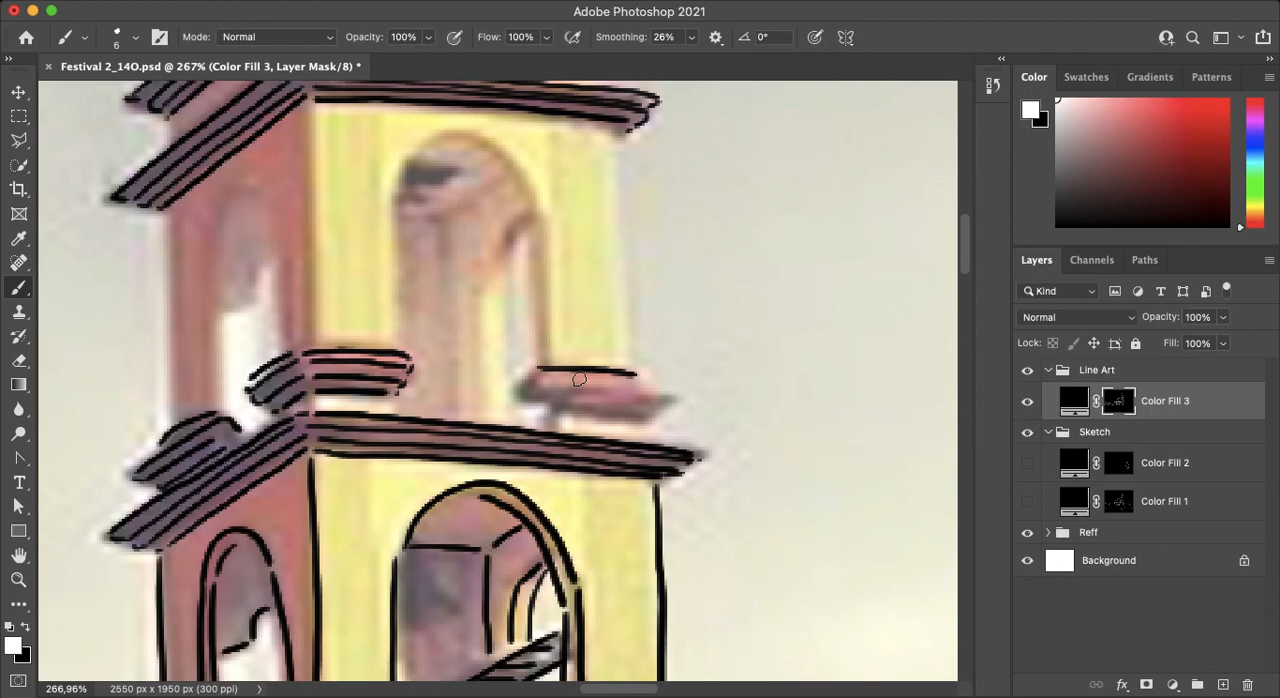 Adobe Photoshop 2021
6
Mode: Normal Opacity: 100% Flow: 100% Smoothing: 26% 0°
Festival 2_14O.psd @ 267% (Color Fill 3, Layer Mask/8) *
Color Swatches Gradients Patterns
Layers Channels Paths
Kind
Normal Opacity: 100%
Lock: Fill: 100%
Line Art
Color Fill 3
Sketch
Color Fill 2
Color Fill 1
Reff
Background
266,96% 2550 px x 1950 px (300 ppi)